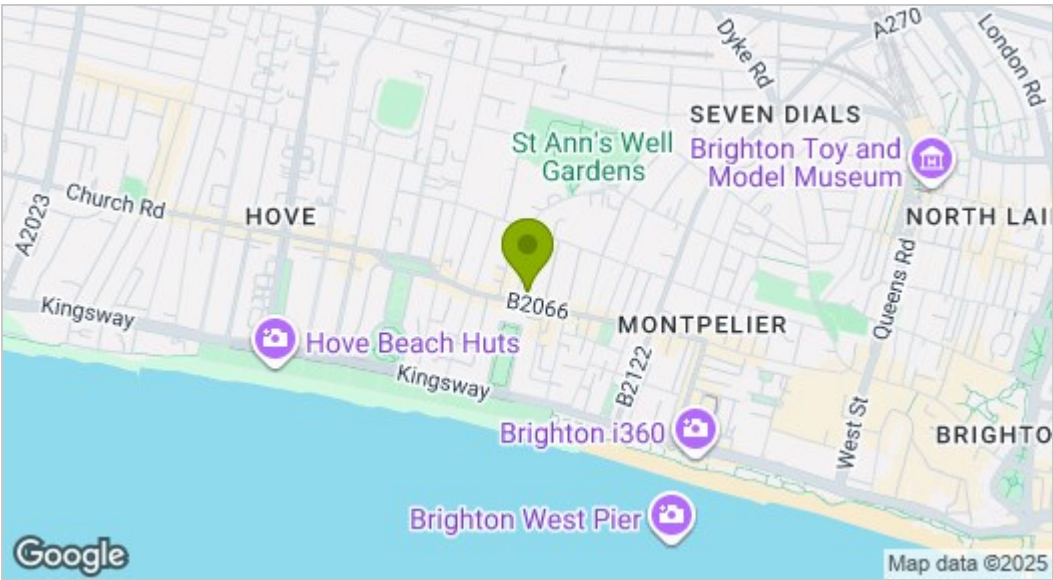 A270
London Rd
Dyke Rd
SEVEN DIALS
St Ann's Well
Gardens
Brighton Toy and
Model Museum
Church Rd
A2023
HOVE
NORTH LAI
Queens Rd
B2066
Kingsway
MONTPELIER
Hove Beach Huts
Kingsway
B2122
West St
Brighton i360
BRIGHTO
Brighton West Pier
Google
Map data ©2025